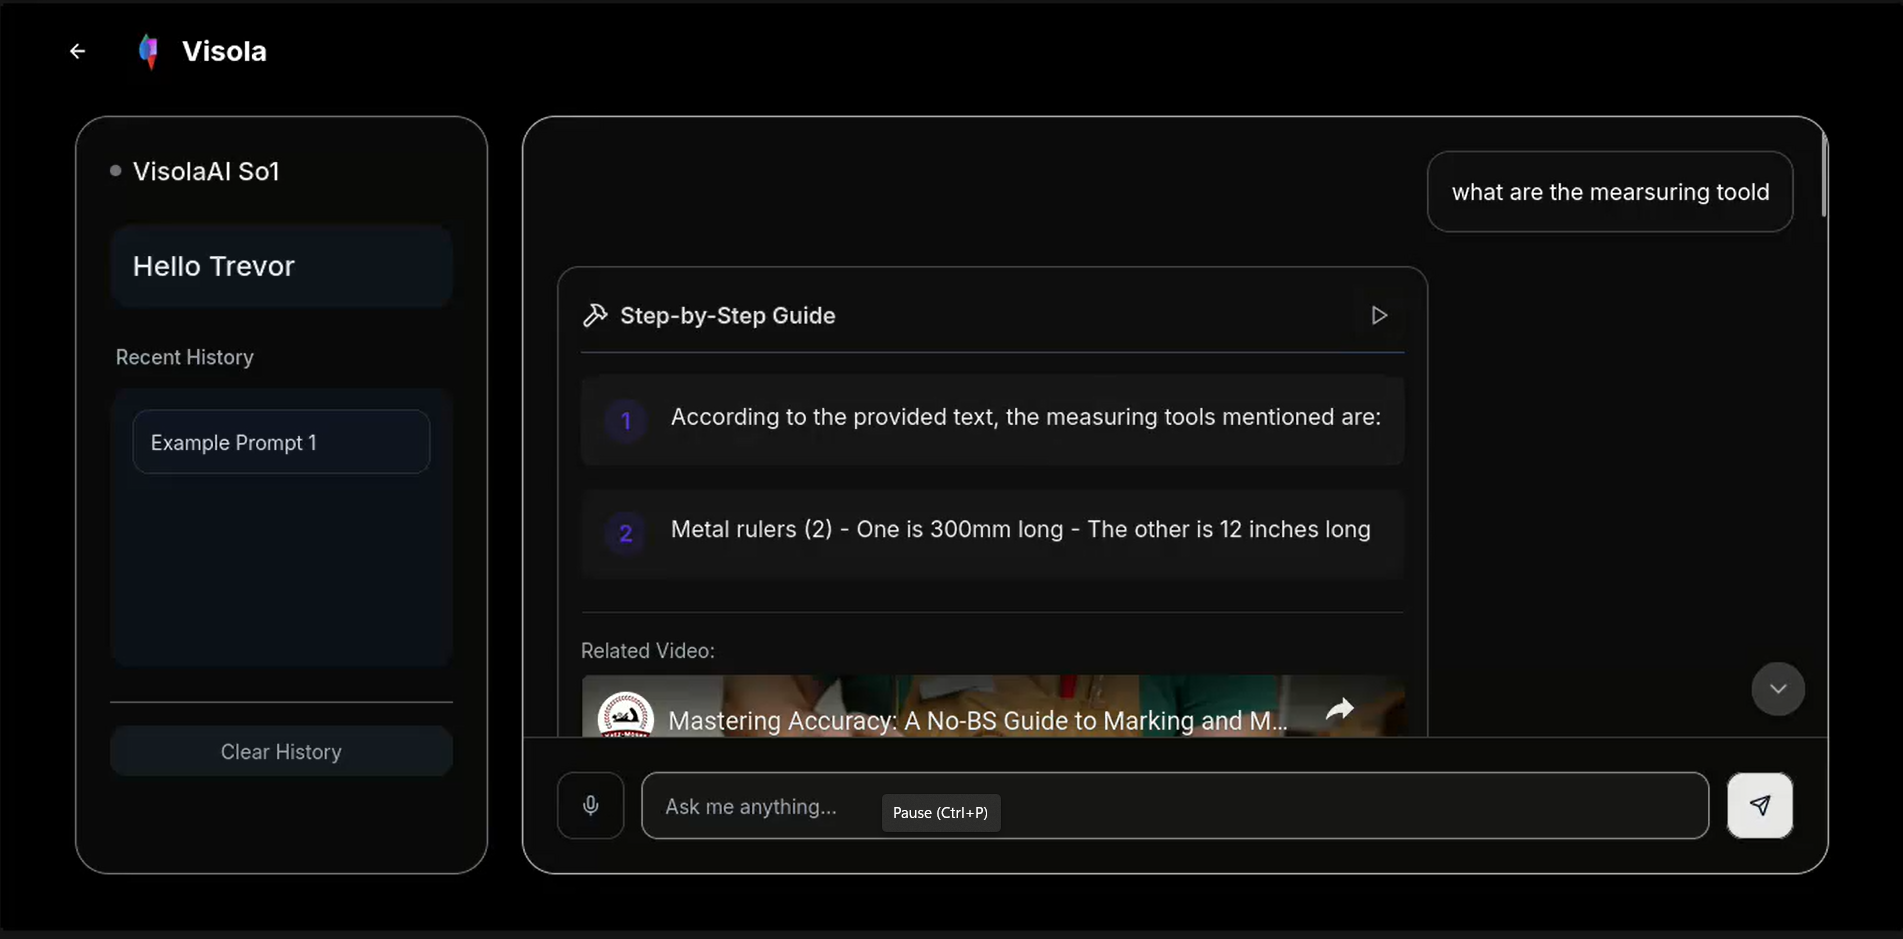 Visola
VisolaAI So1
Hello Trevor
Recent History
Example Prompt 1
Clear History
what are the mearsuring toold
Step-by-Step Guide
1 According to the provided text, the measuring tools mentioned are:
2 Metal rulers (2) - One is 300mm long - The other is 12 inches long
Related Video:
Mastering Accuracy: A No-BS Guide to Marking and M...
Ask me anything...
Pause (Ctrl+P)